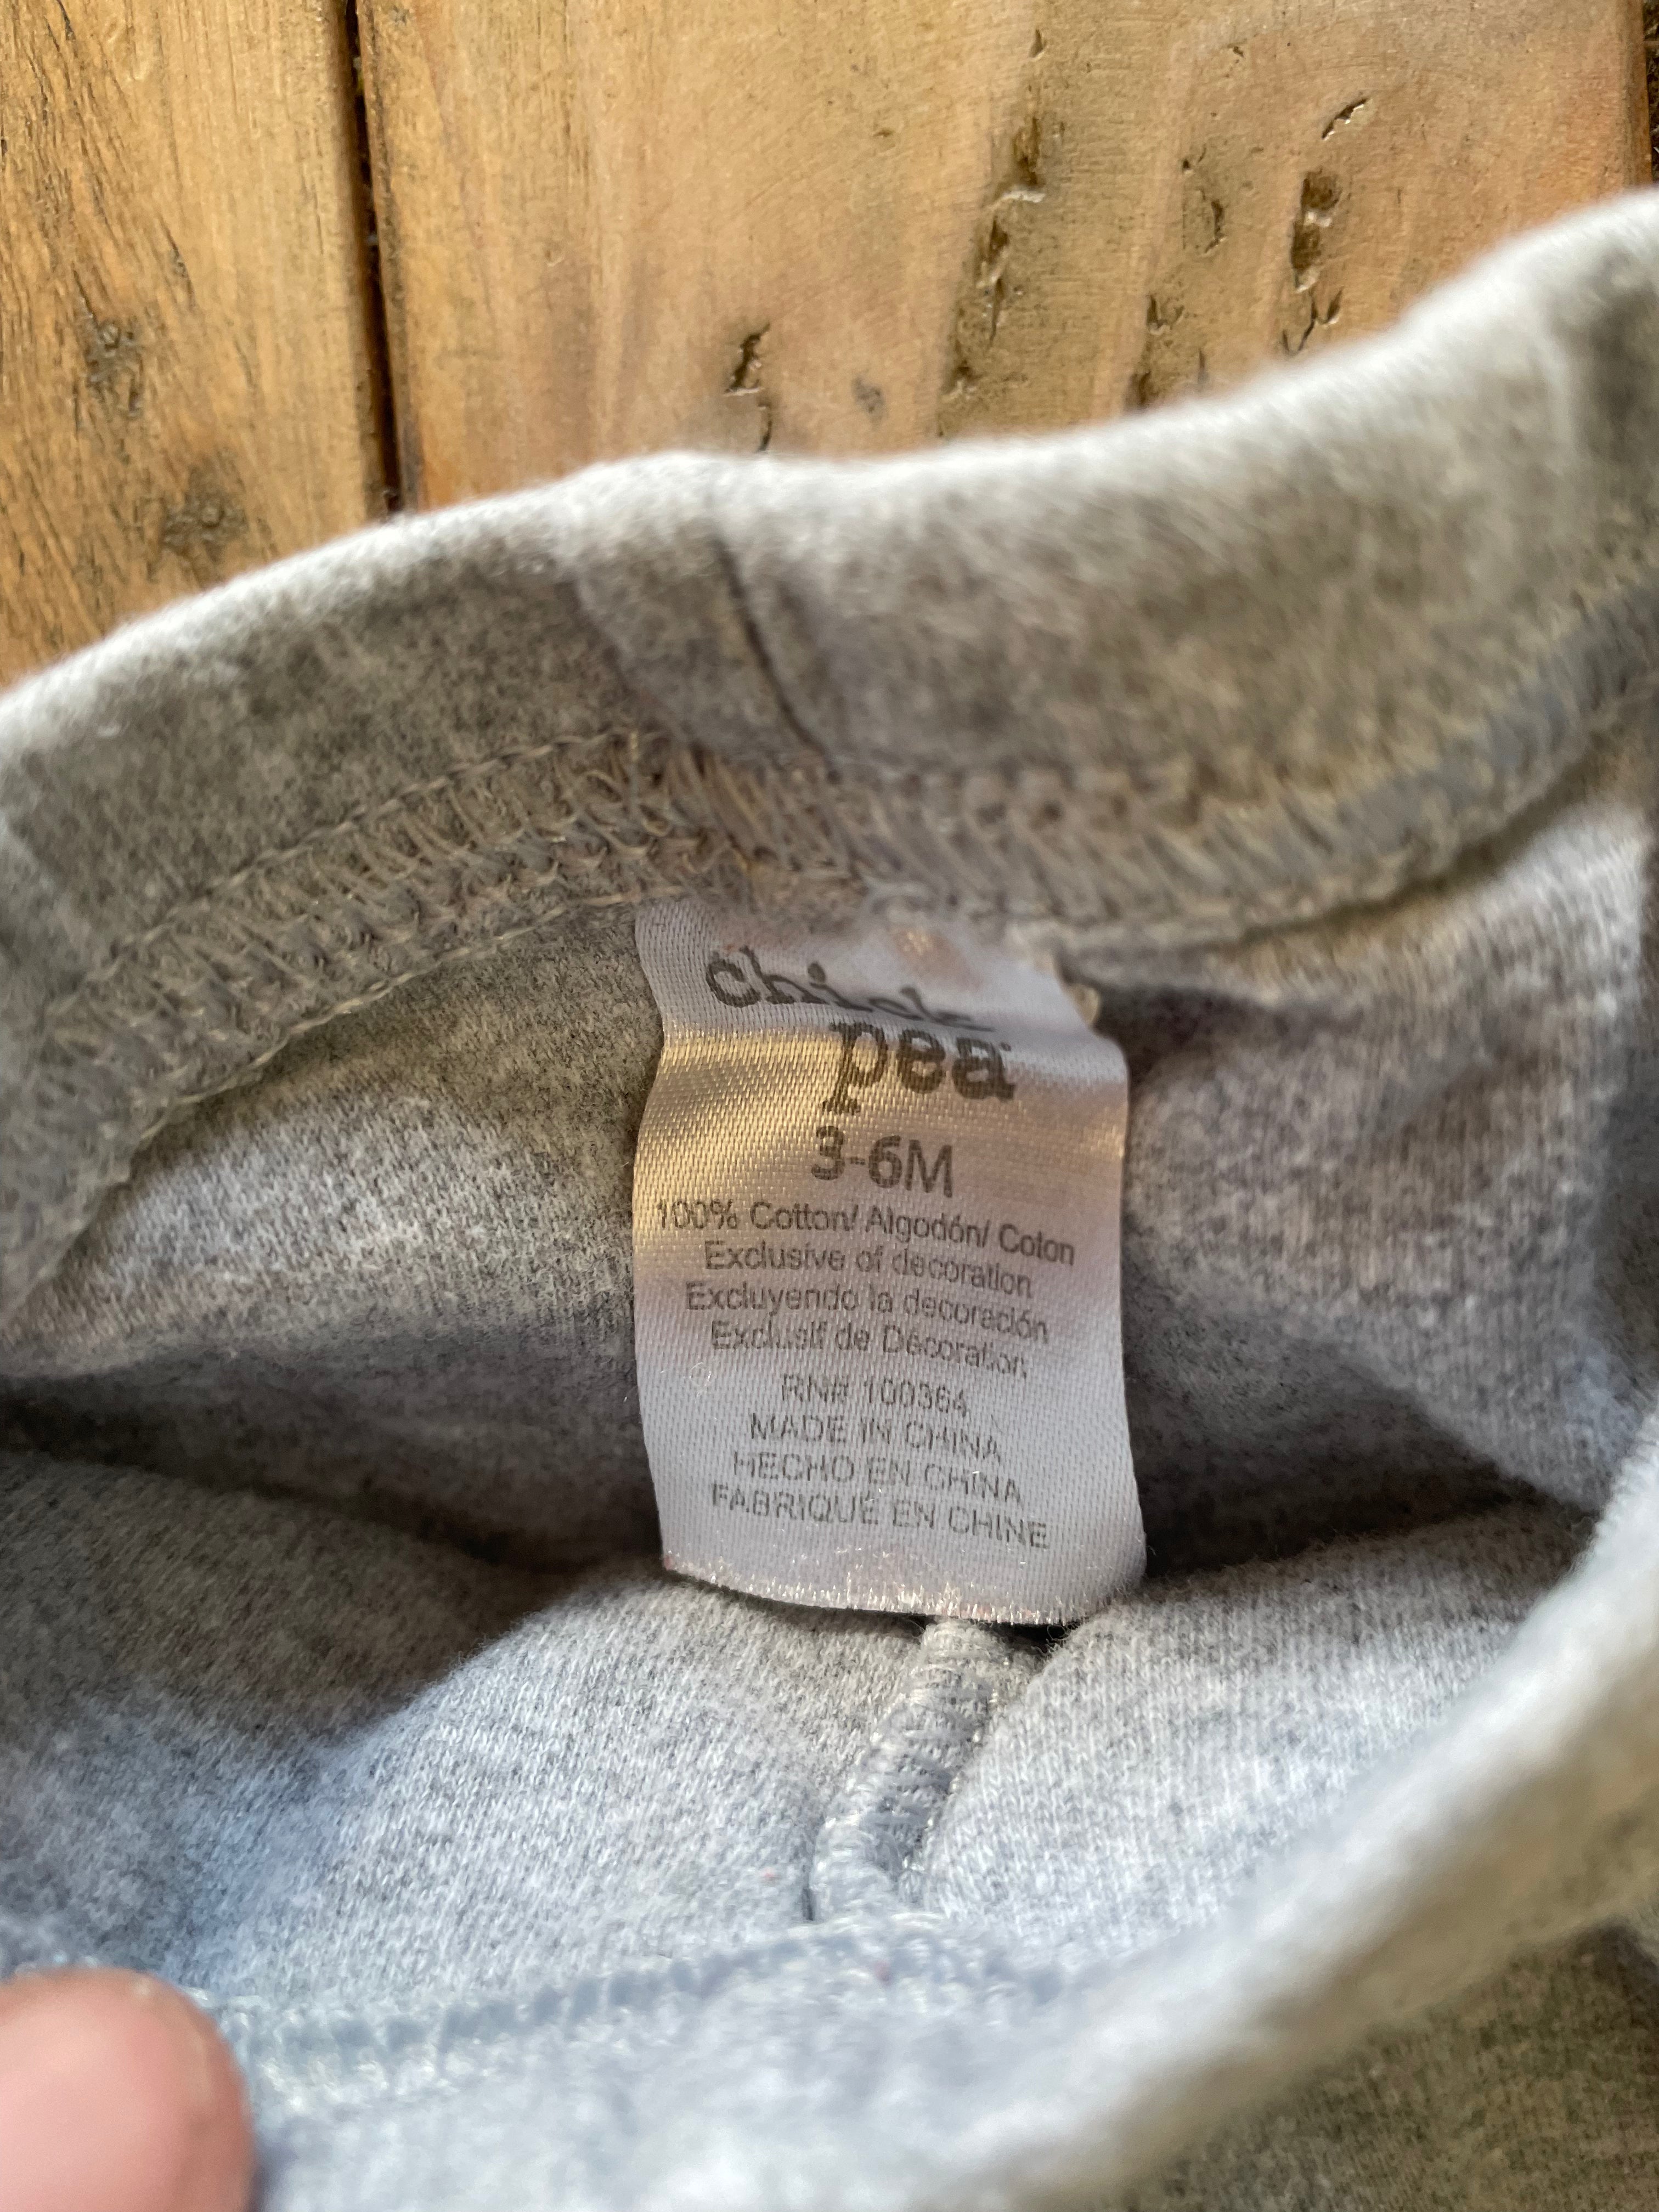 chick
pea
3-6M
100% Cotton/ Algodón/ Coton
Exclusive of decoration
Excluyendo la decoración
Exclusif de Décoration
RN# 100364
MADE IN CHINA
HECHO EN CHINA
FABRIQUÉ EN CHINE